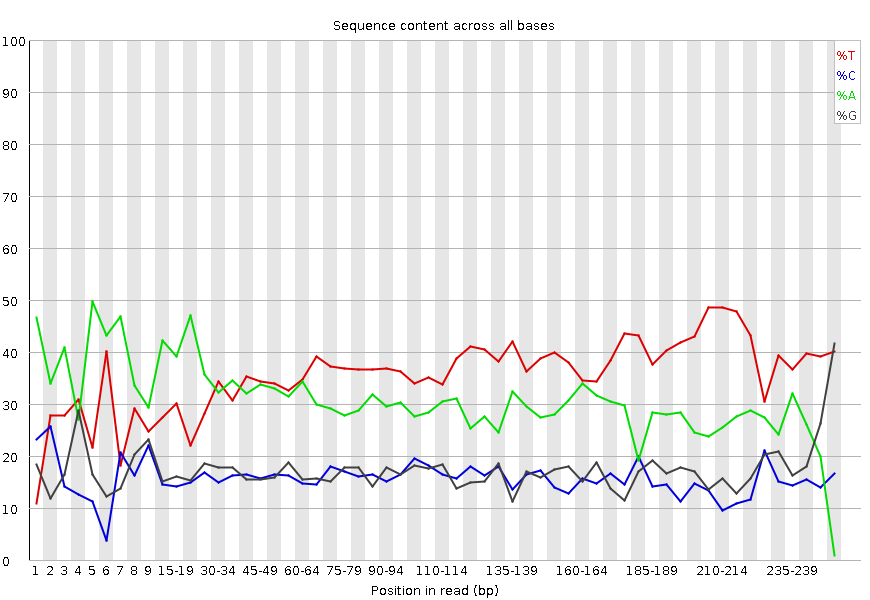 Sequence content across all bases
100
90
80
70
60
50
40
30
20
10
0
%T
%C
%A
%G
1 2 3 4 5 6 7 8 9 15-19 30-34 45-49 60-64 75-79 90-94 110-114 135-139 160-164 185-189 210-214 235-239
Position in read (bp)